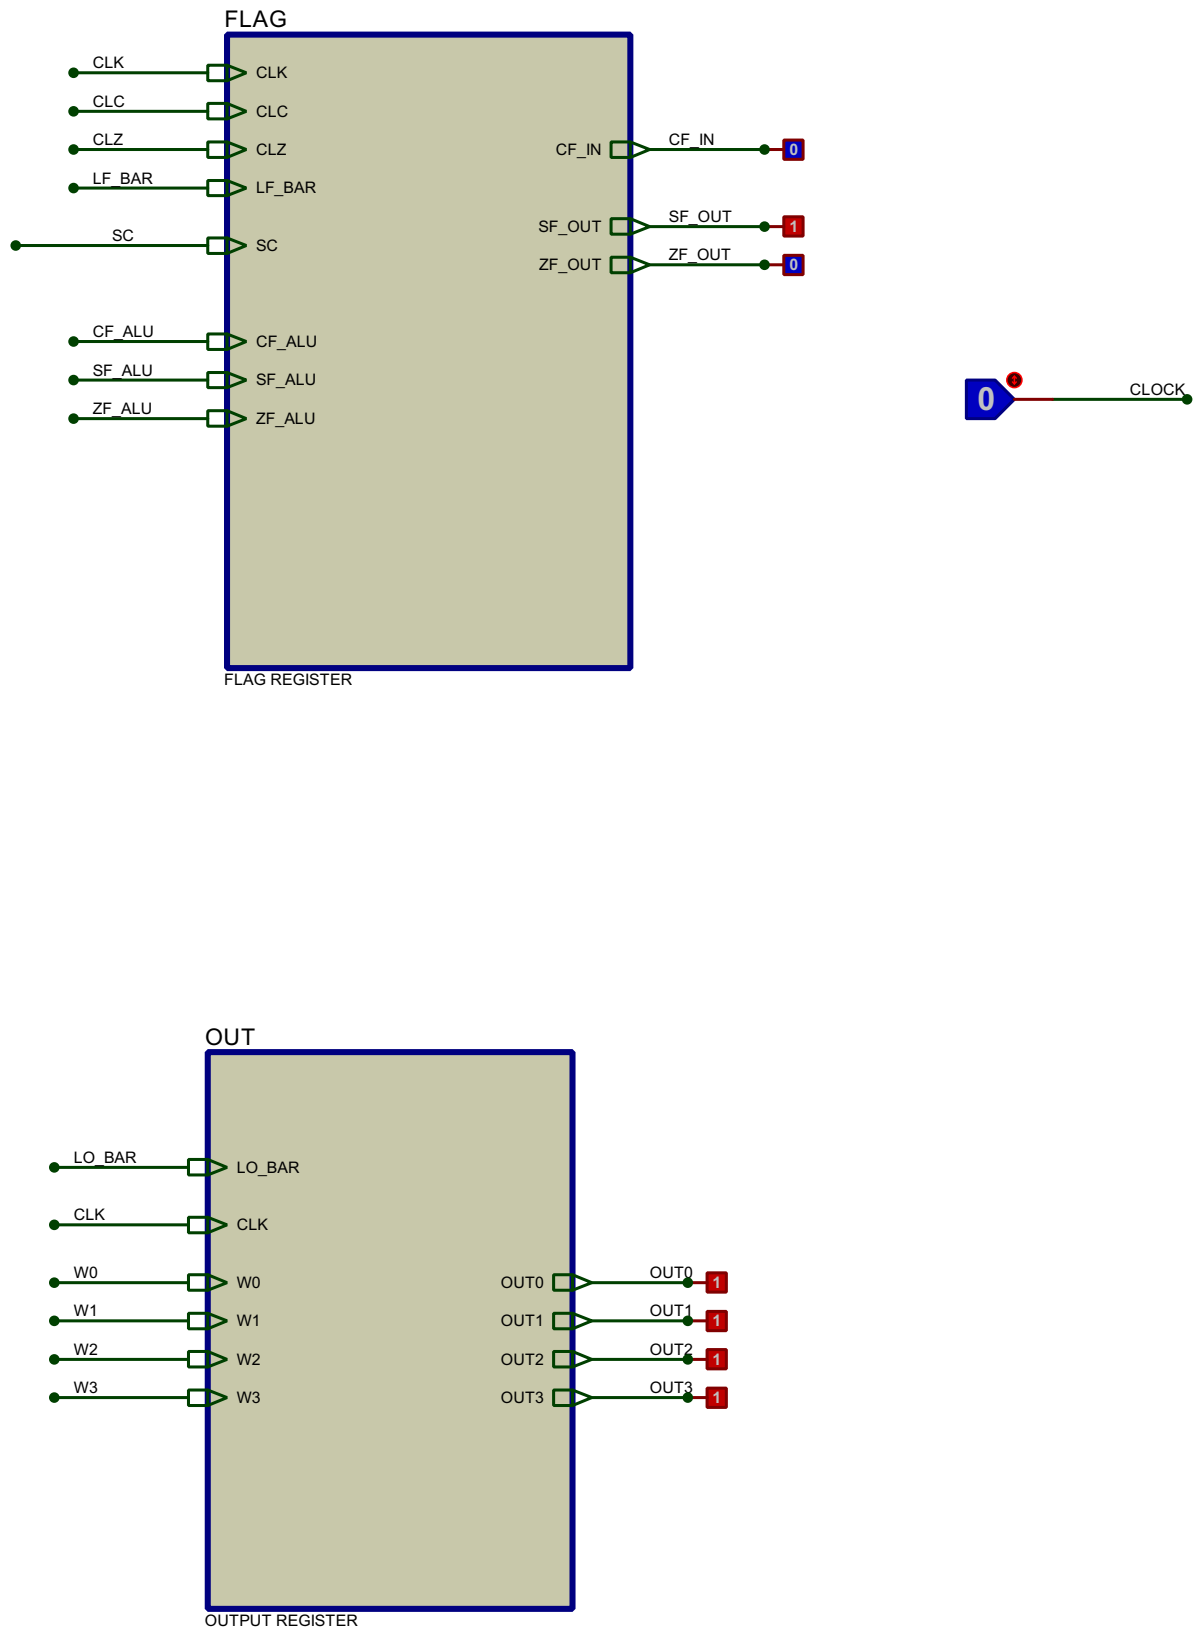 FLAG
CLK
CLK
CLC
CLC
CLZ
CLZ
LF_BAR
LF_BAR
SC
SC
CF_ALU
CF_ALU
SF_ALU
SF_ALU
ZF_ALU
ZF_ALU
CF_IN
CF_IN
0
SF_OUT
SF_OUT
1
ZF_OUT
ZF_OUT
0
FLAG REGISTER
0
CLOCK
OUT
LO_BAR
LO_BAR
CLK
CLK
W0
W0
W1
W1
W2
W2
W3
W3
OUT0
OUT0
1
OUT1
OUT1
1
OUT2
OUT2
1
OUT3
OUT3
1
OUTPUT REGISTER